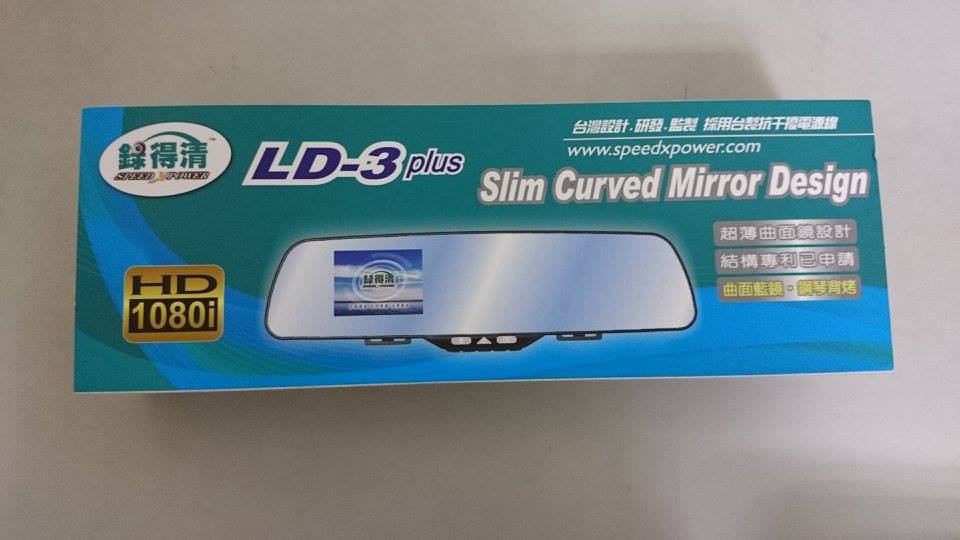 錄得清™
SPEED X POWER
LD-3 plus
台灣設計．研發．監製 採用台製抗干擾電源線
www.speedxpower.com
Slim Curved Mirror Design
超薄曲面鏡設計
結構專利已申請
曲面藍鏡・鋼琴背烤
HD
1080i
錄得清